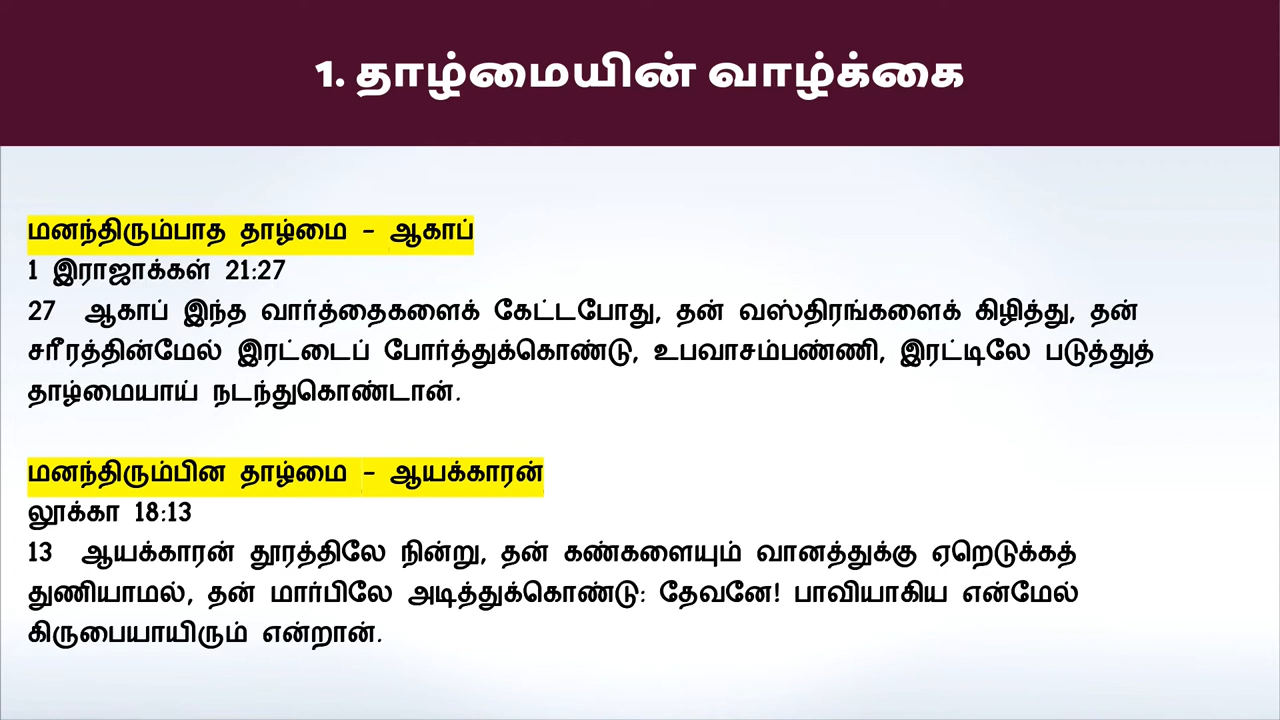 1. தாழ்மையின் வாழ்க்கை
மனந்திரும்பாத தாழ்மை - ஆகாப்
1 இராஜாக்கள் 21:27
27 ஆகாப் இந்த வார்த்தைகளைக் கேட்டபோது, தன் வஸ்திரங்களைக் கிழித்து, தன்
சரீரத்தின்மேல் இரட்டைப் போர்த்துக்கொண்டு, உபவாசம்பண்ணி, இரட்டிலே படுத்துத்
தாழ்மையாய் நடந்துகொண்டான்.
மனந்திரும்பின தாழ்மை - ஆயக்காரன்
லூக்கா 18:13
13 ஆயக்காரன் தூரத்திலே நின்று, தன் கண்களையும் வானத்துக்கு ஏறெடுக்கத்
துணியாமல், தன் மார்பிலே அடித்துக்கொண்டு: தேவனே! பாவியாகிய என்மேல்
கிருபையாயிரும் என்றான்.